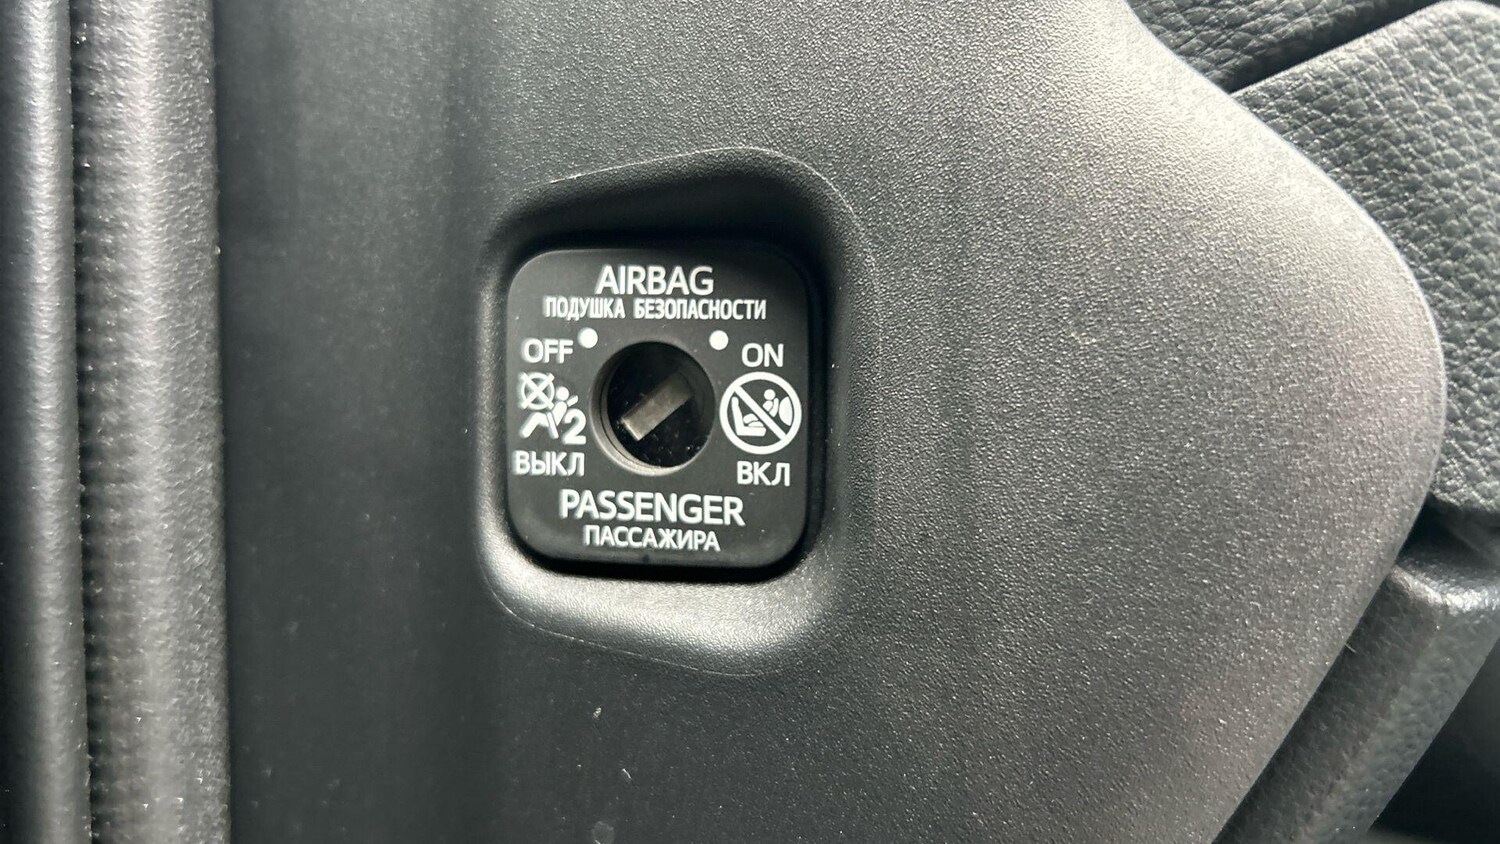 AIRBAG
ПОДУШКА БЕЗОПАСНОСТИ
OFF ON
2
ВЫКЛ ВКЛ
PASSENGER
ПАССАЖИРА